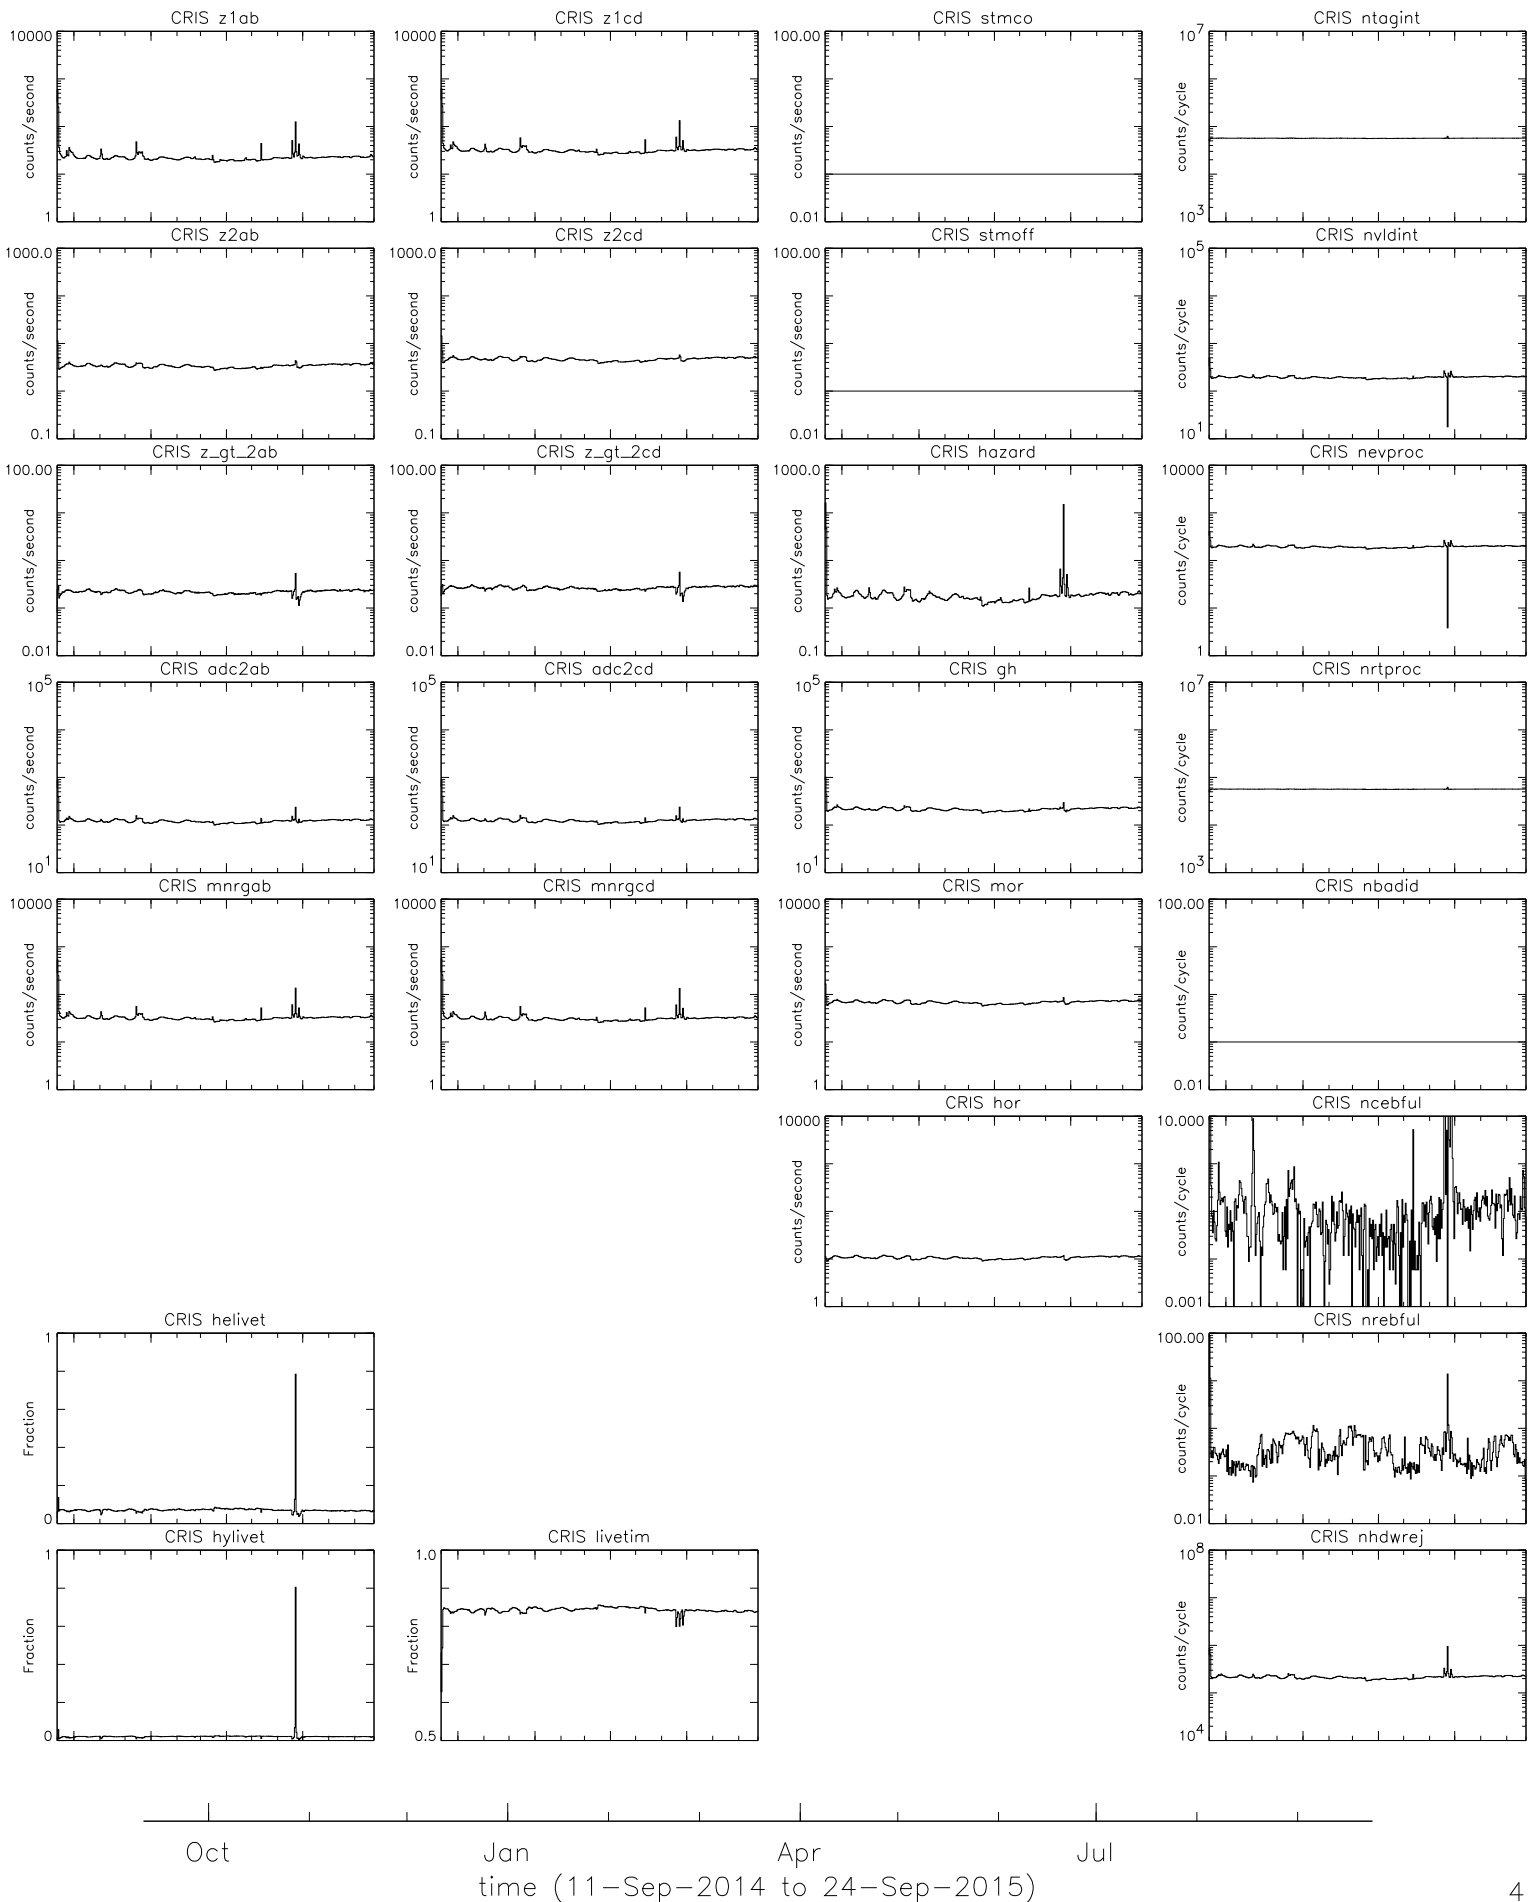 CRIS z1ab
CRIS z1cd
CRIS stmco
CRIS ntagint
10000
counts/second
1
10000
counts/second
1
100.00
counts/second
0.01
10^7
counts/cycle
10^3
CRIS z2ab
CRIS z2cd
CRIS stmoff
CRIS nvldint
1000.0
counts/second
0.1
1000.0
counts/second
0.1
100.00
counts/second
0.01
10^5
counts/cycle
10^1
CRIS z_gt_2ab
CRIS z_gt_2cd
CRIS hazard
CRIS nevproc
100.00
counts/second
0.01
100.00
counts/second
0.01
1000.0
counts/second
0.1
10000
counts/cycle
1
CRIS adc2ab
CRIS adc2cd
CRIS gh
CRIS nrtproc
10^5
counts/second
10^1
10^5
counts/second
10^1
10^5
counts/second
10^1
10^7
counts/cycle
10^3
CRIS mnrgab
CRIS mnrgcd
CRIS mor
CRIS nbadid
10000
counts/second
1
10000
counts/second
1
10000
counts/second
1
100.00
counts/cycle
0.01
CRIS hor
CRIS ncebful
10000
counts/second
1
10.000
counts/cycle
0.001
CRIS helivet
CRIS nrebful
1
Fraction
0
100.00
counts/cycle
0.01
CRIS hylivet
CRIS livetim
CRIS nhdwrej
1
Fraction
0
1.0
Fraction
0.5
10^8
counts/cycle
10^4
Oct Jan Apr Jul
time (11-Sep-2014 to 24-Sep-2015)
4